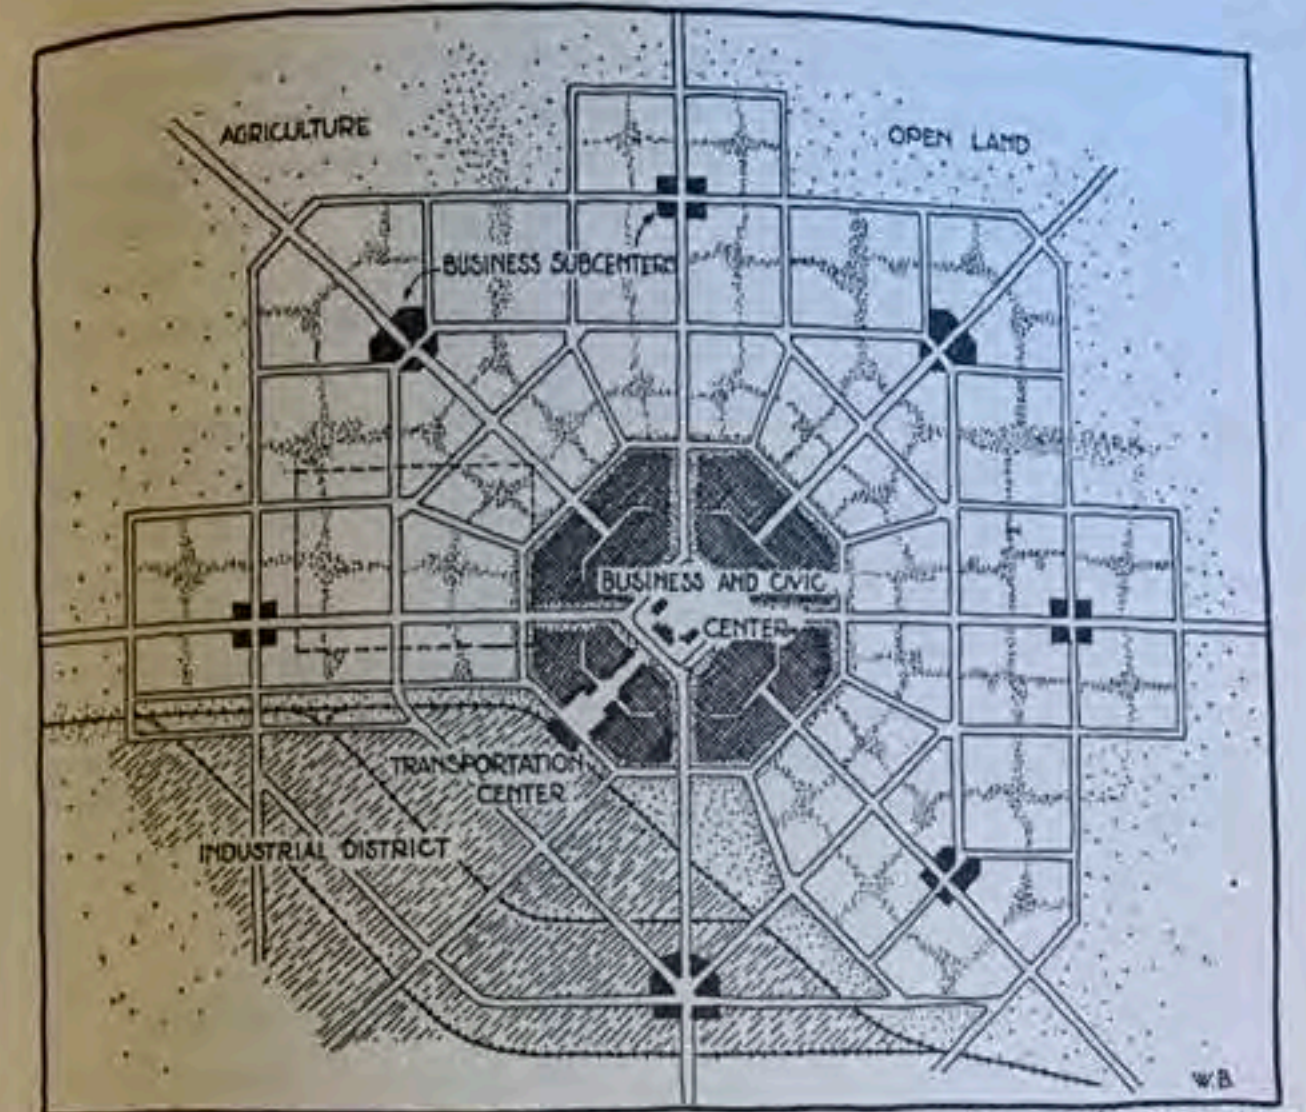 AGRICULTURE
OPEN LAND
BUSINESS SUBCENTERS
PARK
BUSINESS AND CIVIC
CENTER
TRANSPORTATION
CENTER
INDUSTRIAL DISTRICT
W.B.